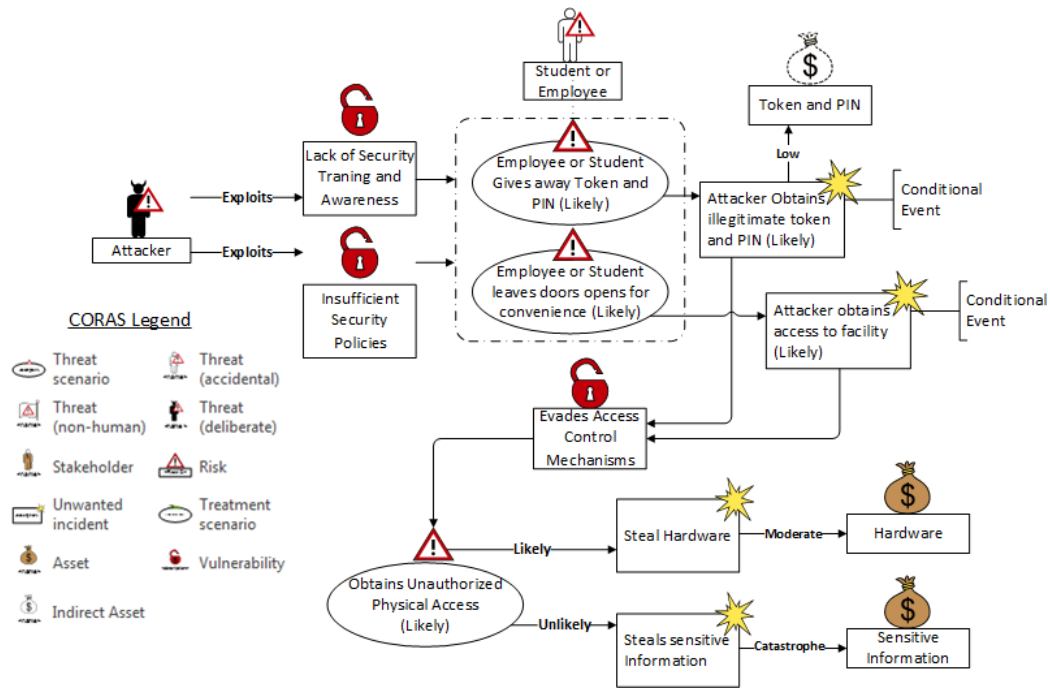 Student or
Employee
Token and PIN
Low
Lack of Security
Traning and
Awareness
Employee or Student
Gives away Token and
PIN (Likely)
Attacker Obtains
illegitimate token
and PIN (Likely)
Conditional
Event
Exploits
Attacker
Exploits
Insufficient
Security
Policies
Employee or Student
leaves doors opens for
convenience (Likely)
Attacker obtains
access to facility
(Likely)
Conditional
Event
CORAS Legend
Threat
scenario
Threat
(accidental)
Threat
(non-human)
Threat
(deliberate)
Stakeholder
Risk
Unwanted
incident
Treatment
scenario
Asset
Vulnerability
Indirect Asset
Evades Access
Control
Mechanisms
Obtains Unauthorized
Physical Access
(Likely)
Likely
Steal Hardware
Moderate
$
Hardware
Unlikely
Steals sensitive
Information
Catastrophe
$
Sensitive
Information